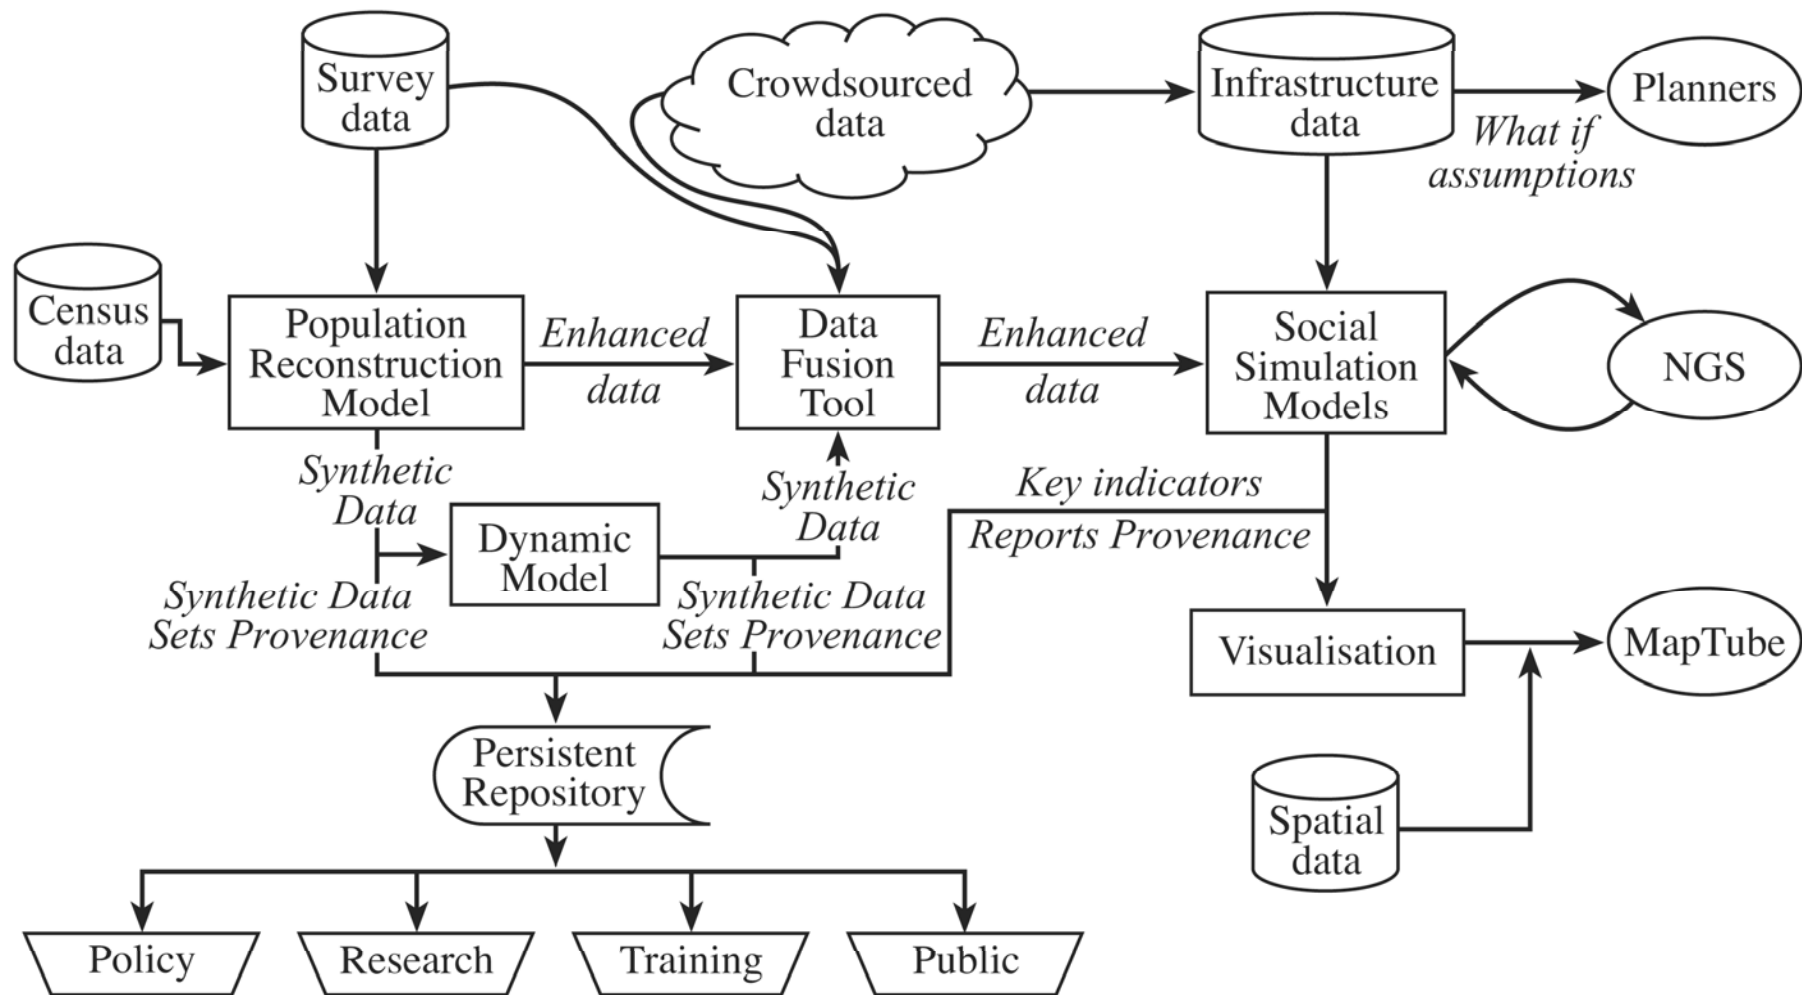 Survey
data
Crowdsourced
data
Infrastructure
data
Planners
What if
assumptions
Census
data
Population
Reconstruction
Model
Enhanced
data
Data
Fusion
Tool
Enhanced
data
Social
Simulation
Models
NGS
Synthetic
Data
Synthetic
Data
Key indicators
Reports Provenance
Dynamic
Model
Synthetic Data
Sets Provenance
Synthetic Data
Sets Provenance
Visualisation
MapTube
Persistent
Repository
Spatial
data
Policy
Research
Training
Public